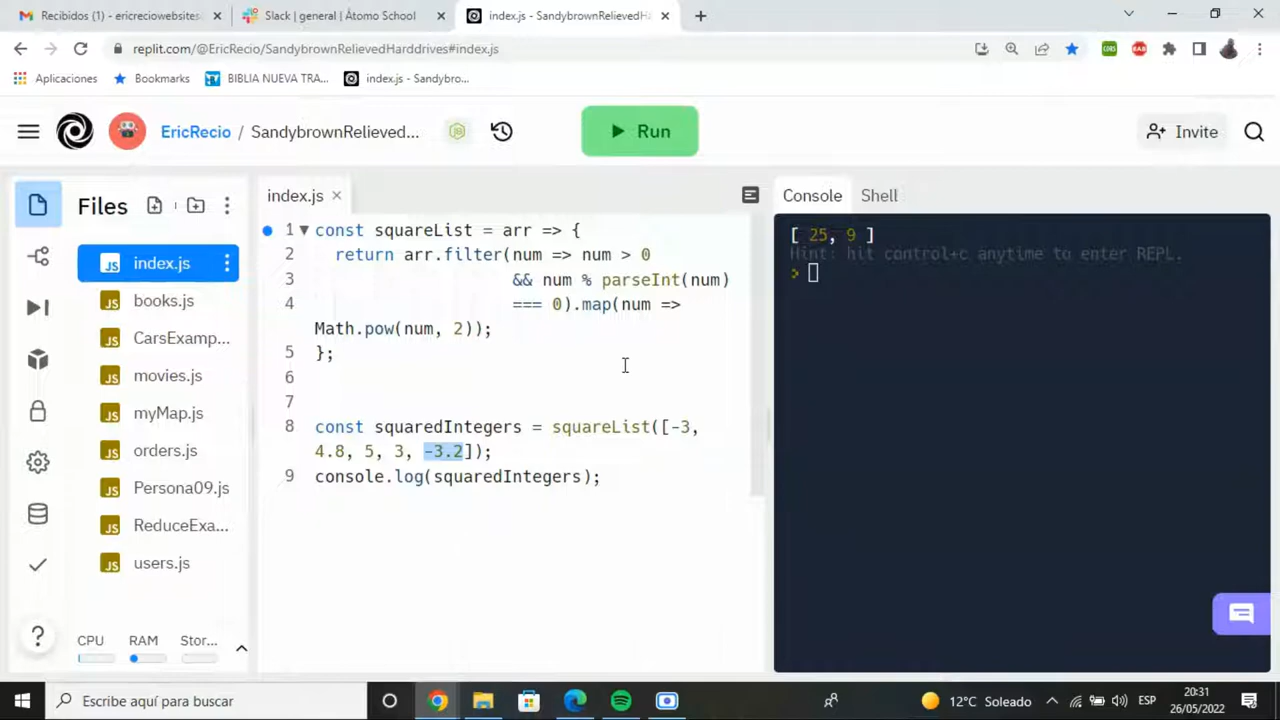 Recibidos (1) - ericreciowebsites
Slack | general | Átomo School
index.js - SandybrownRelievedHa
replit.com/@EricRecio/SandybrownRelievedHarddrives#index.js
Aplicaciones
Bookmarks
BIBLIA NUEVA TRA...
index.js - Sandybro...
EricRecio / SandybrownRelieved...
Run
Invite
Files
index.js
books.js
CarsExamp...
movies.js
myMap.js
orders.js
Persona09.js
ReduceExa...
users.js
CPU RAM Stor...
index.js
1 const squareList = arr => {
2 return arr.filter(num => num > 0
3 && num % parseInt(num)
4 === 0).map(num =>
Math.pow(num, 2));
5 };
6
7
8 const squaredIntegers = squareList([-3,
4.8, 5, 3, -3.2]);
9 console.log(squaredIntegers);
Console Shell
[ 25, 9 ]
Hint: hit control+c anytime to enter REPL.
>
Escribe aquí para buscar
12°C Soleado
ESP
20:31
26/05/2022